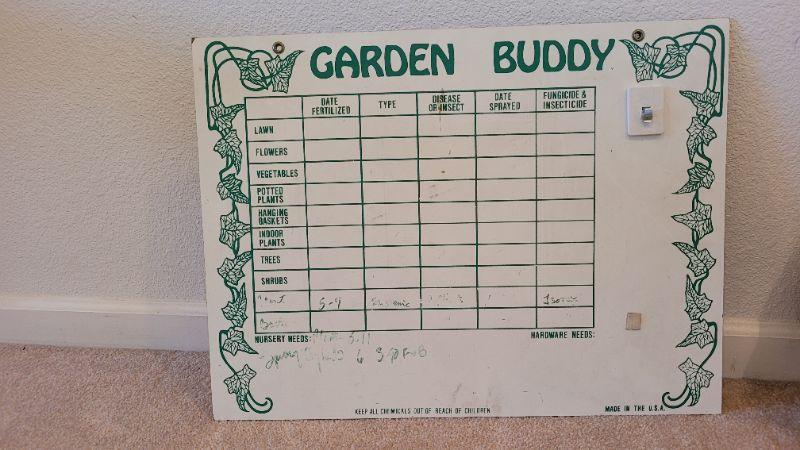 GARDEN BUDDY
DATE FERTILIZED TYPE DISEASE OR INSECT DATE SPRAYED FUNGICIDE & INSECTICIDE
LAWN
FLOWERS
VEGETABLES
POTTED PLANTS
HANGING BASKETS
INDOOR PLANTS
TREES
SHRUBS
5-9
NURSERY NEEDS: HARDWARE NEEDS:
KEEP ALL CHEMICALS OUT OF REACH OF CHILDREN MADE IN THE U.S.A.